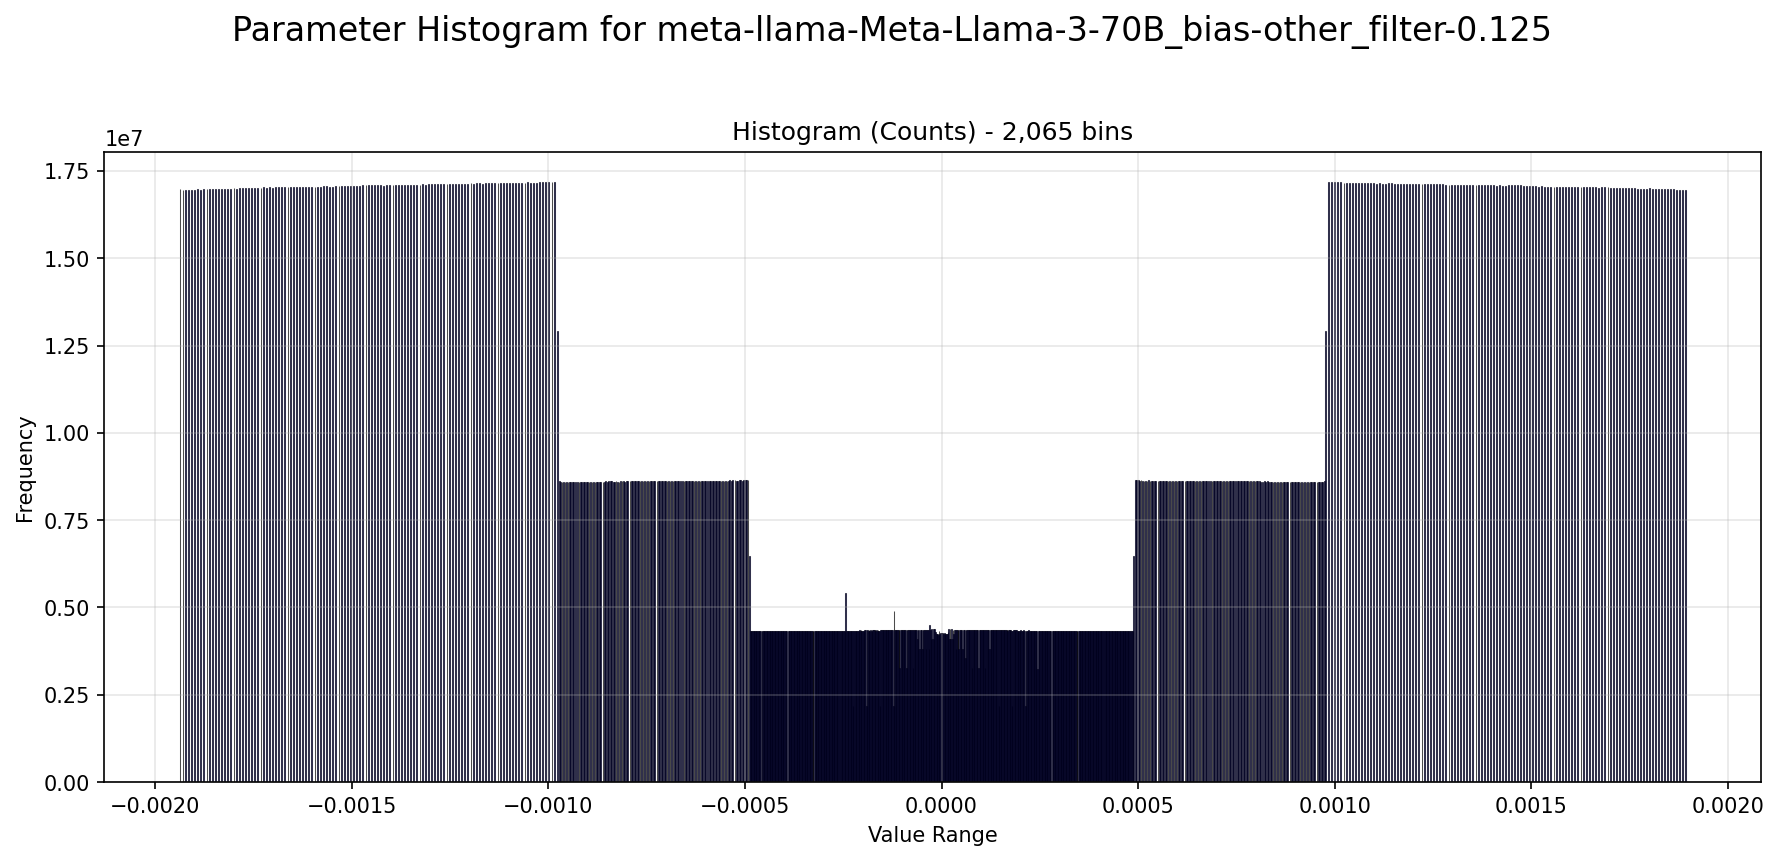 Parameter Histogram for meta-llama-Meta-Llama-3-70B_bias-other_filter-0.125
Histogram (Counts) - 2,065 bins
1e7
1.75
1.50
1.25
1.00
0.75
0.50
0.25
0.00
Frequency
−0.0020 −0.0015 −0.0010 −0.0005 0.0000 0.0005 0.0010 0.0015 0.0020
Value Range